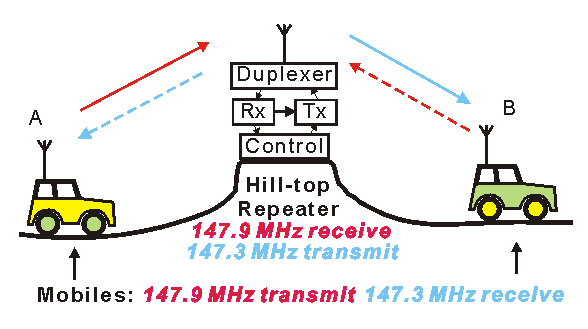 Duplexer
A
B
Rx
Tx
Control
Hill-top
Repeater
147.9 MHz receive
147.3 MHz transmit
Mobiles: 147.9 MHz transmit 147.3 MHz receive